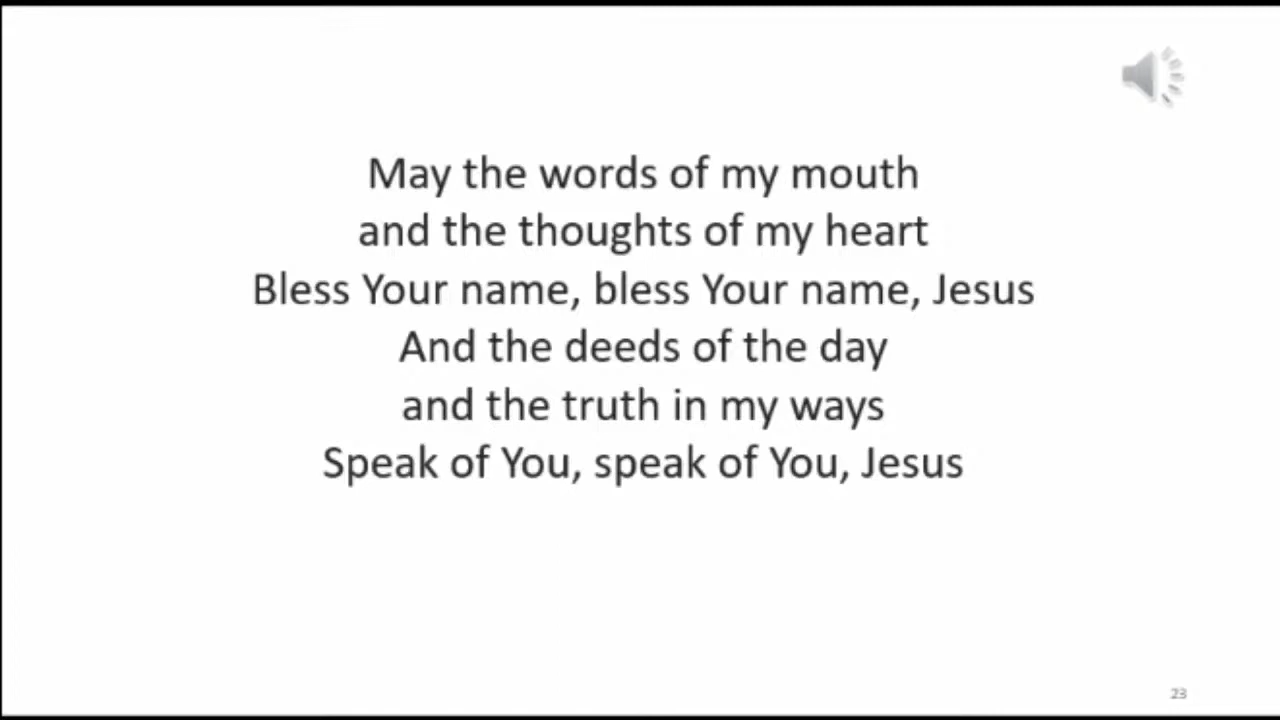 May the words of my mouth
and the thoughts of my heart
Bless Your name, bless Your name, Jesus
And the deeds of the day
and the truth in my ways
Speak of You, speak of You, Jesus
23